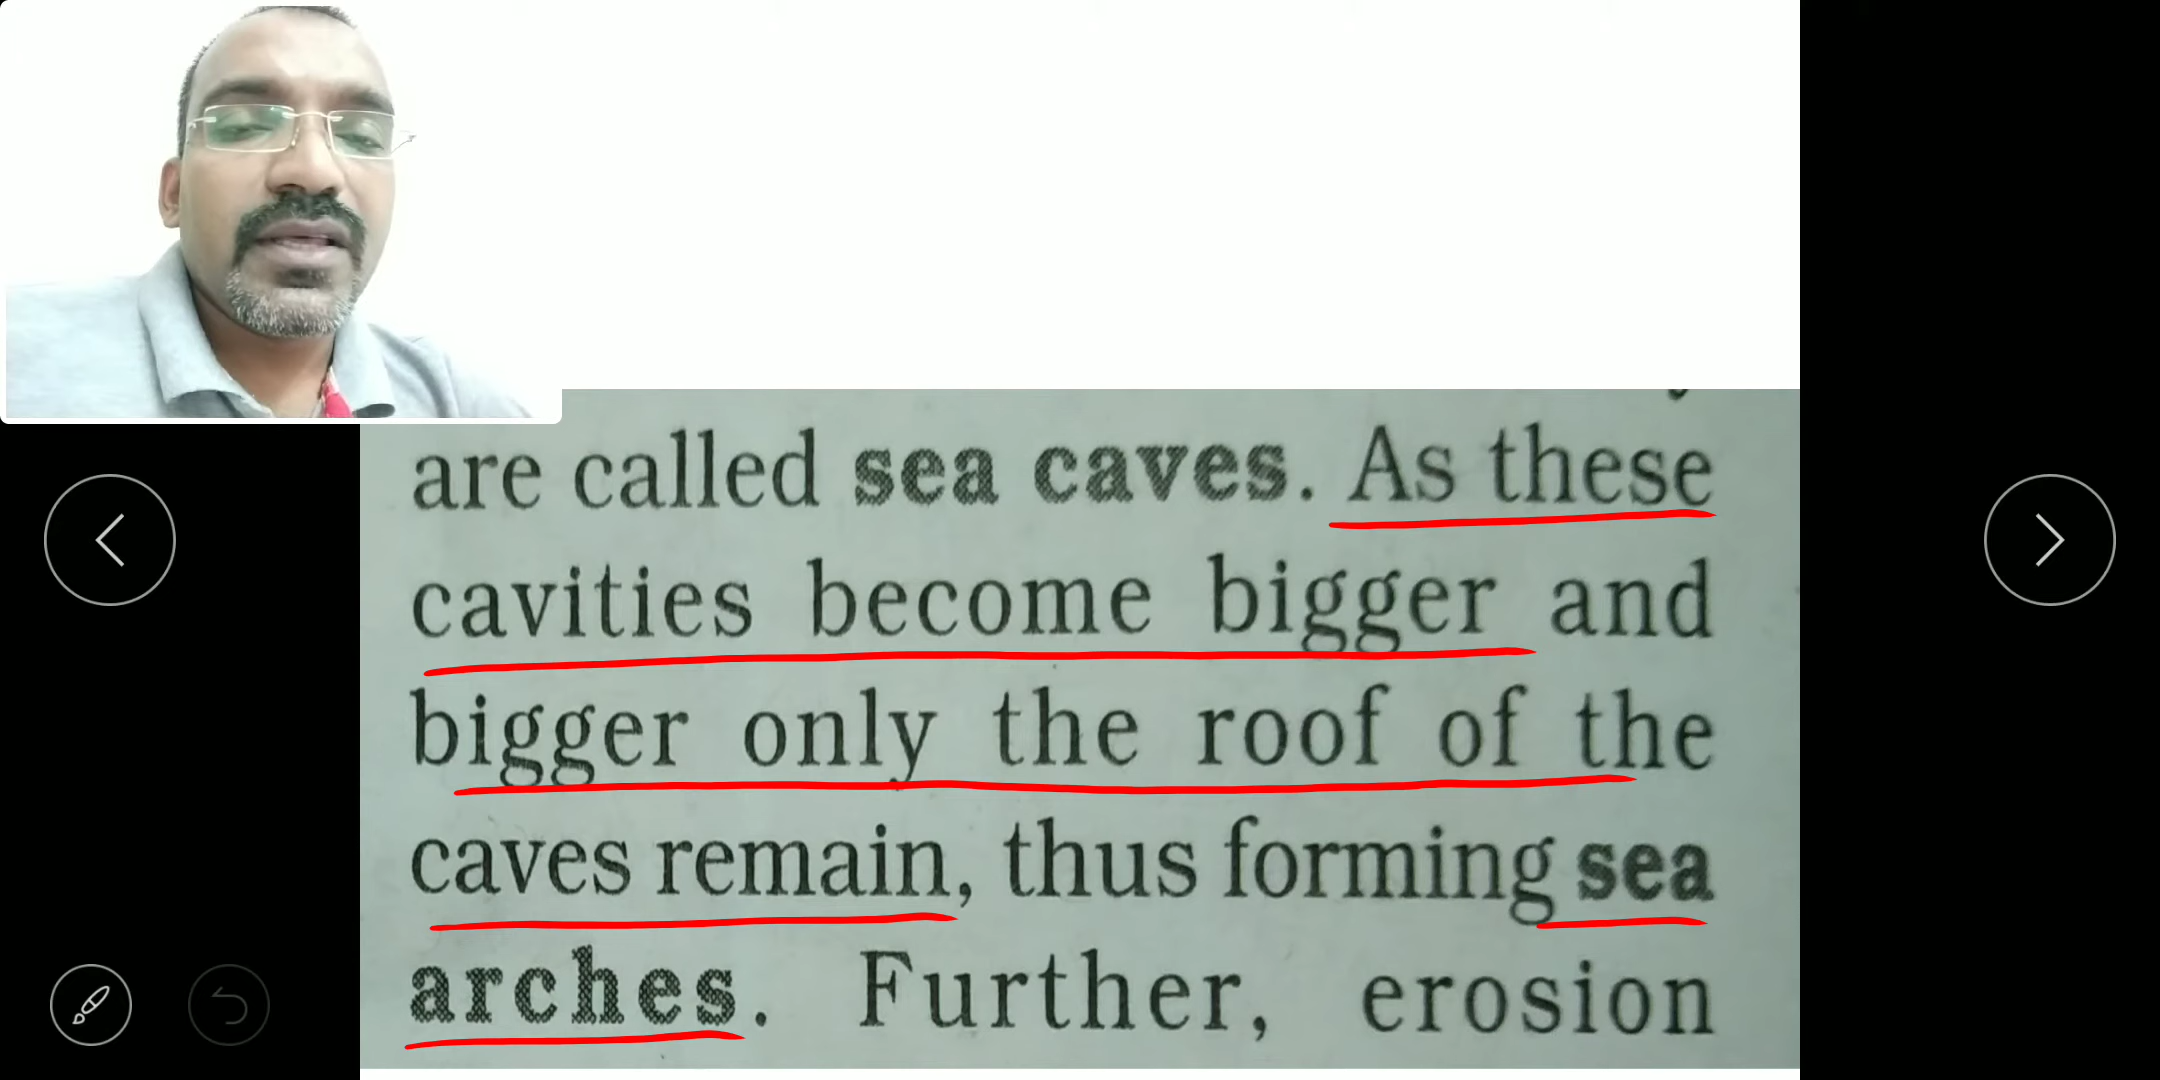 are called sea caves. As these
cavities become bigger and
bigger only the roof of the
caves remain, thus forming sea
arches. Further, erosion